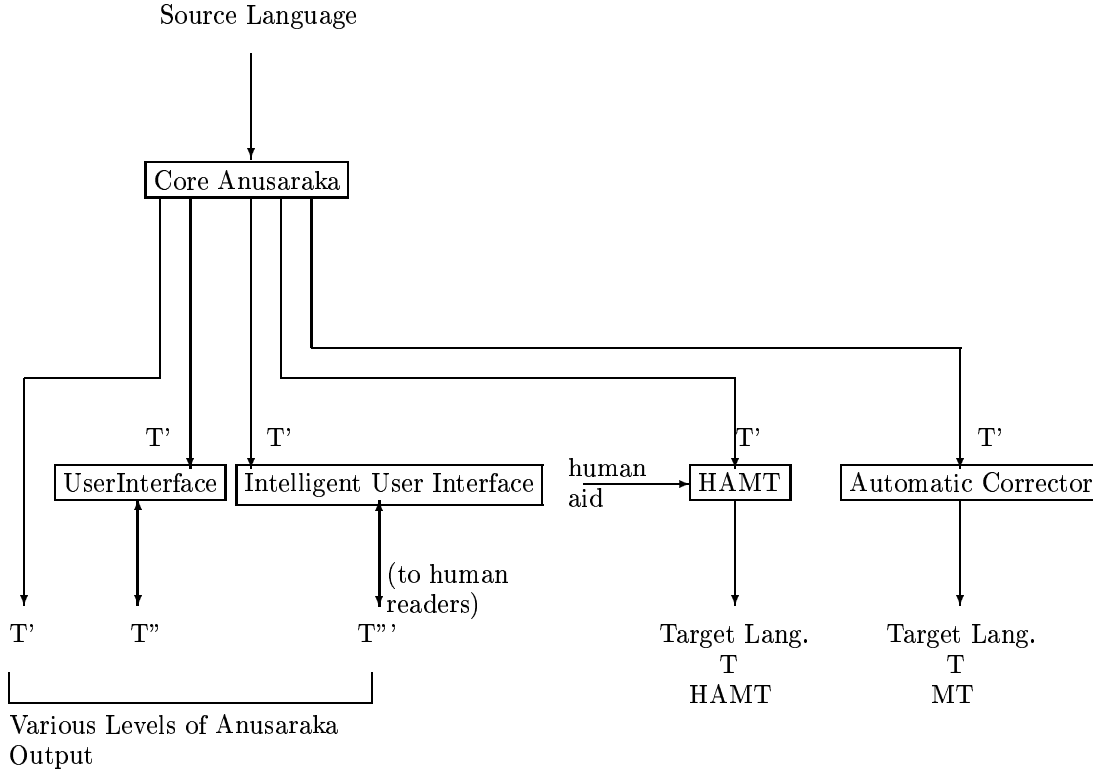 Source Language
Core Anusaraka
T'
T'
T'
T'
UserInterface
Intelligent User Interface
human
aid
HAMT
Automatic Corrector
(to human
readers)
T'
T"
T"'
Target Lang.
T
HAMT
Target Lang.
T
MT
Various Levels of Anusaraka
Output